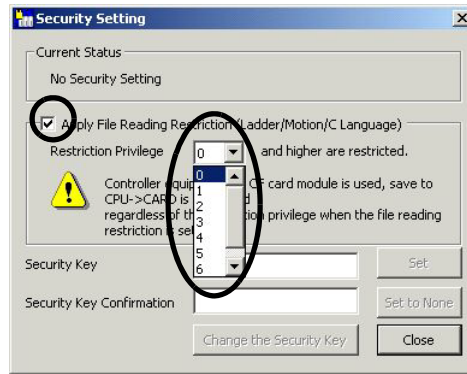 Security Setting
Current Status
No Security Setting
Apply File Reading Restriction (Ladder/Motion/C Language)
Restriction Privilege 0 and higher are restricted.
0
1
2
3
4
5
6
Controller equip CF card module is used, save to
CPU->CARD is d
regardless of th on privilege when the file reading
restriction is set
Security Key Set
Security Key Confirmation Set to None
Change the Security Key Close